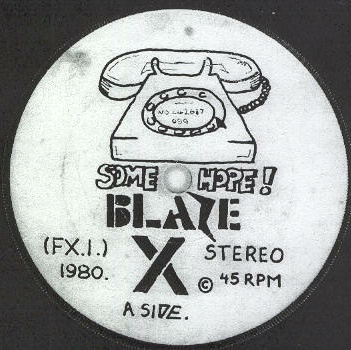 SOME HOPE!
BLAZE
X
(FX.I.)
1980.
STEREO
© 45 RPM
A SIDE.